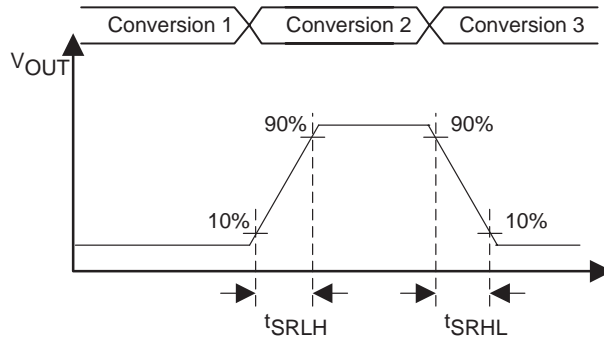 Conversion 1 Conversion 2 Conversion 3
VOUT
90% 90%
10% 10%
tSRLH tSRHL